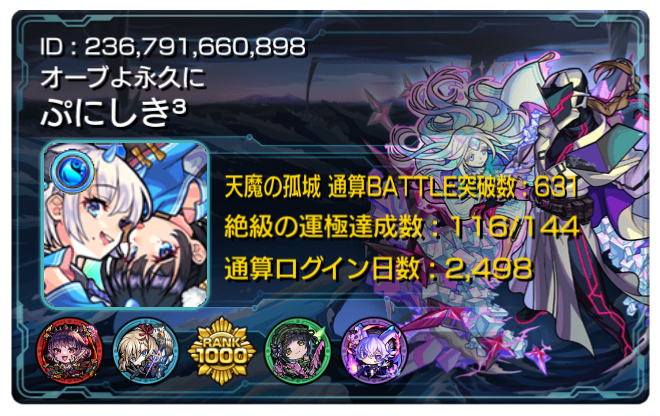 ID : 236,791,660,898
オーブよ永久に
ぷにしき³
天魔の孤城 通算BATTLE突破数 : 631
絶級の運極達成数 : 116/144
通算ログイン日数 : 2,498
RANK
1000